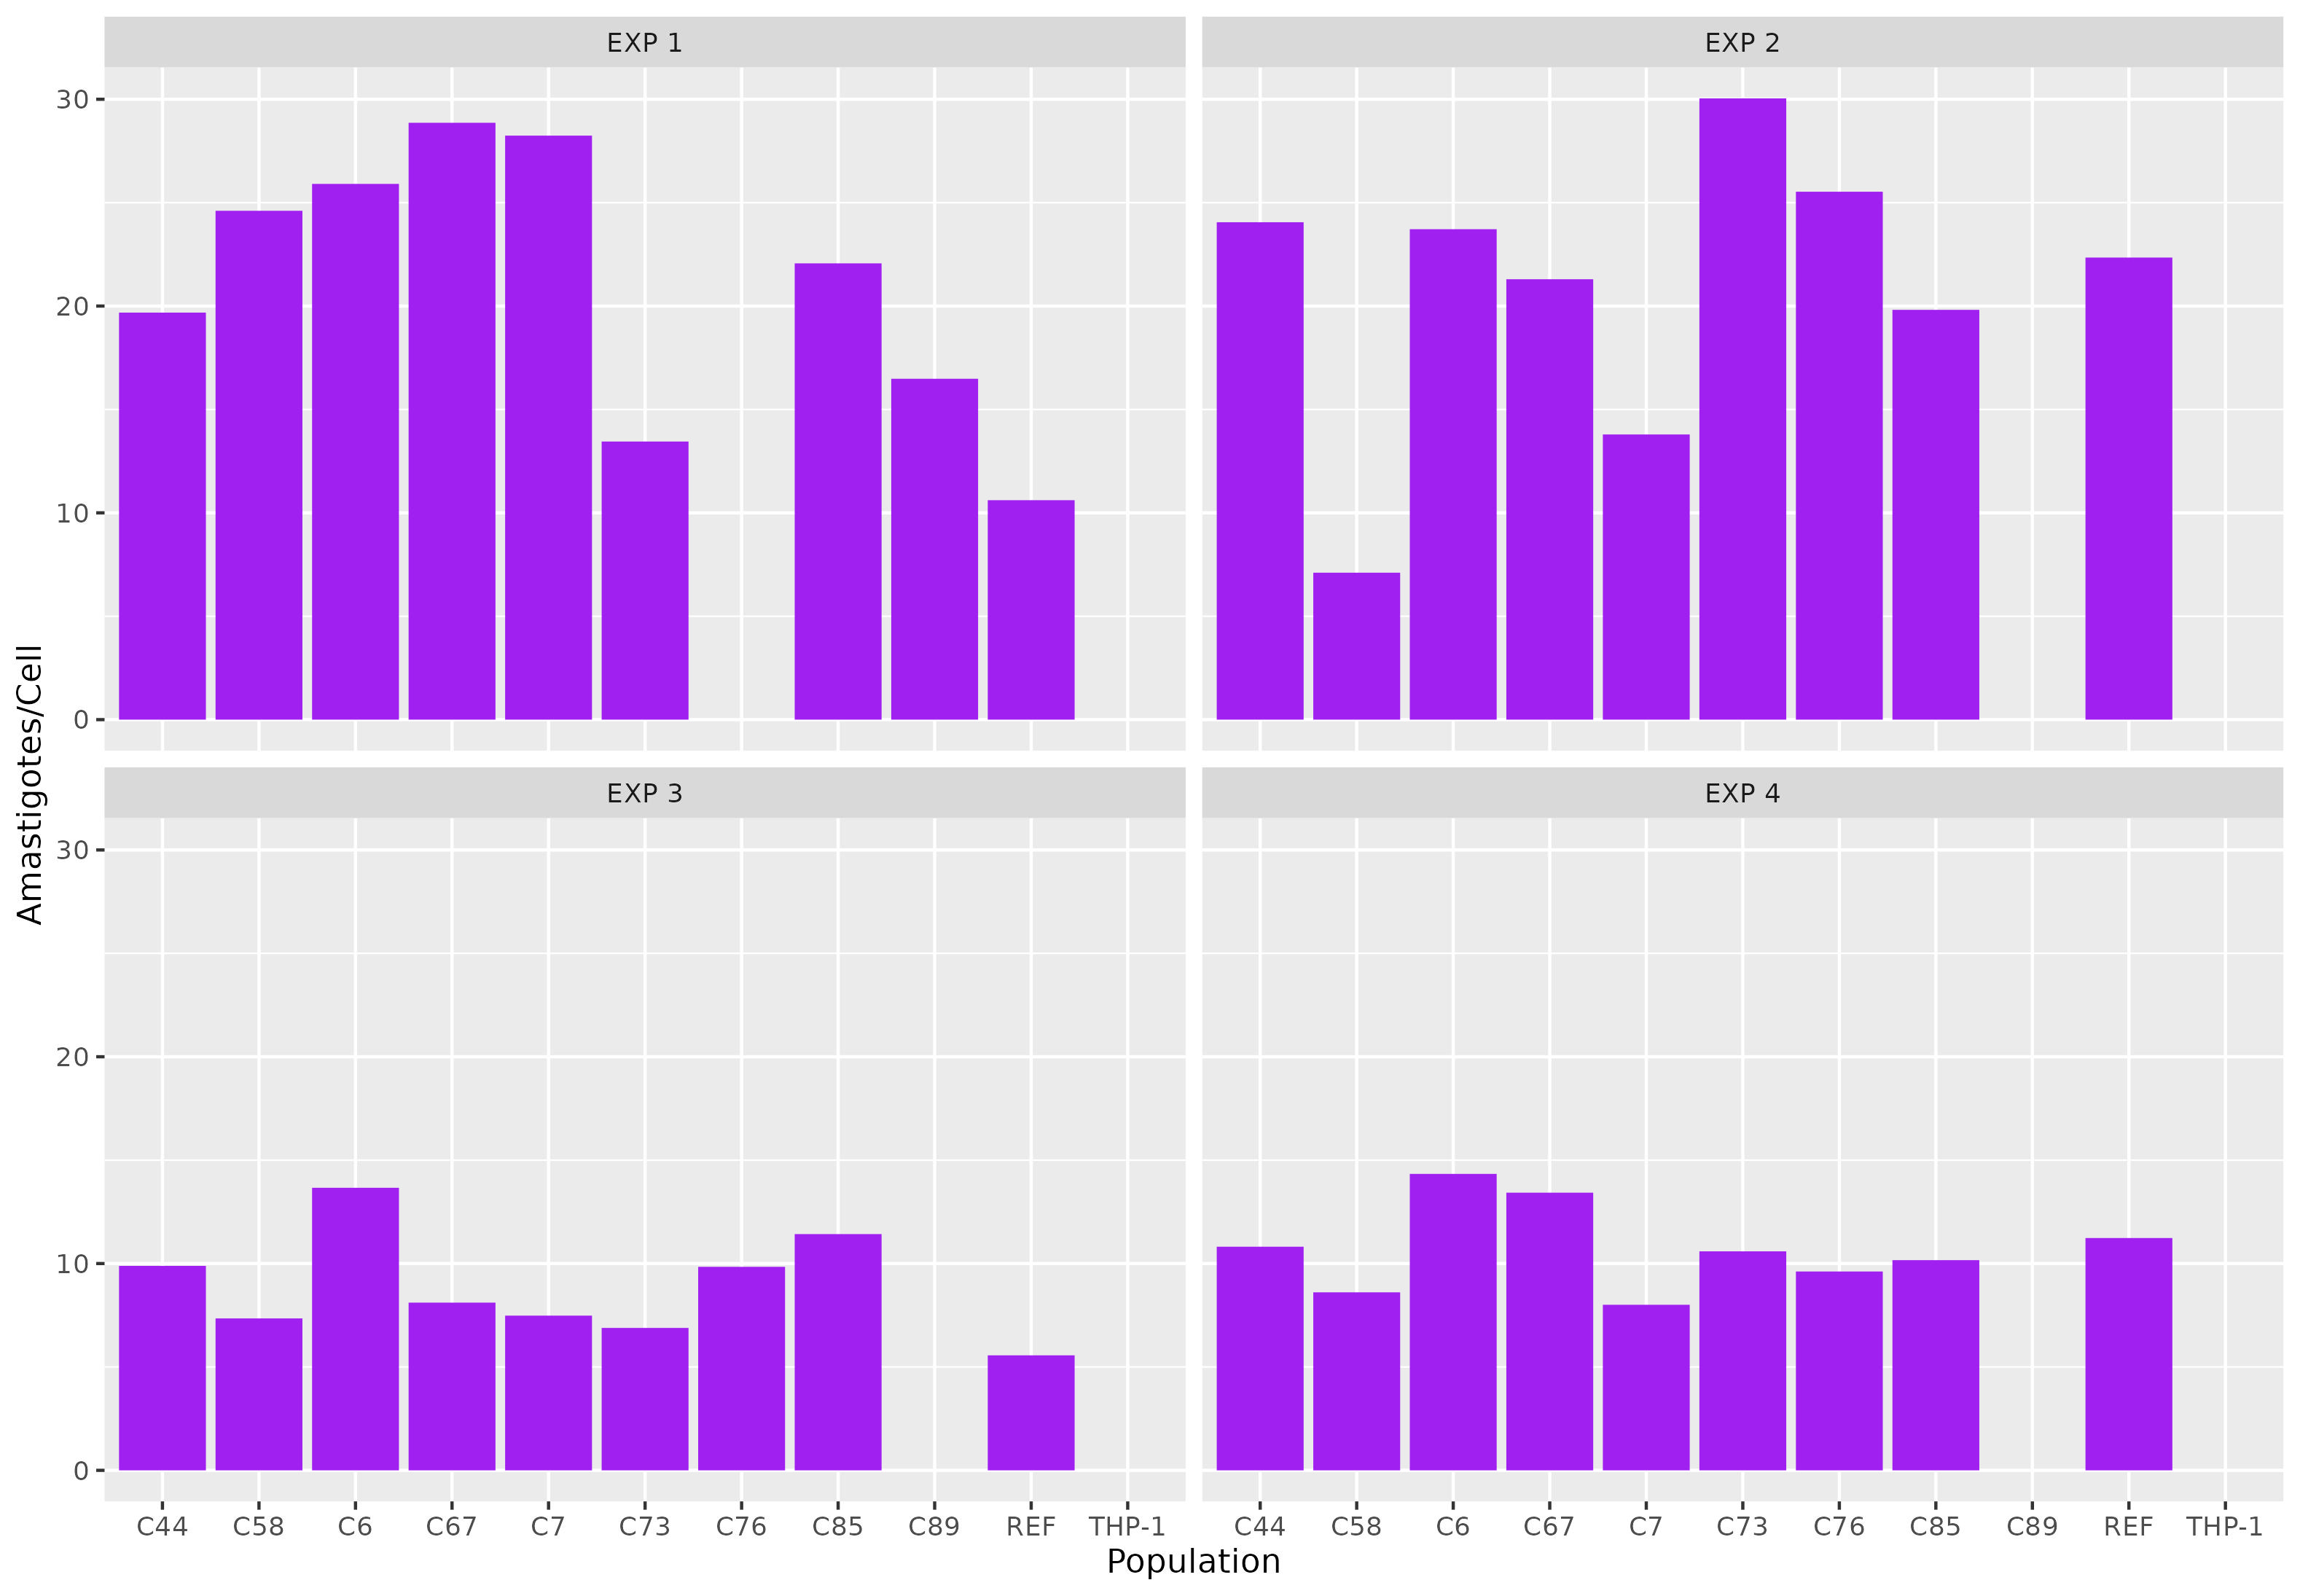 EXP 1
EXP 2
30
20
10
0
EXP 3
EXP 4
30
20
10
0
C44 C58 C6 C67 C7 C73 C76 C85 C89 REF THP-1
C44 C58 C6 C67 C7 C73 C76 C85 C89 REF THP-1
Population
Amastigotes/Cell